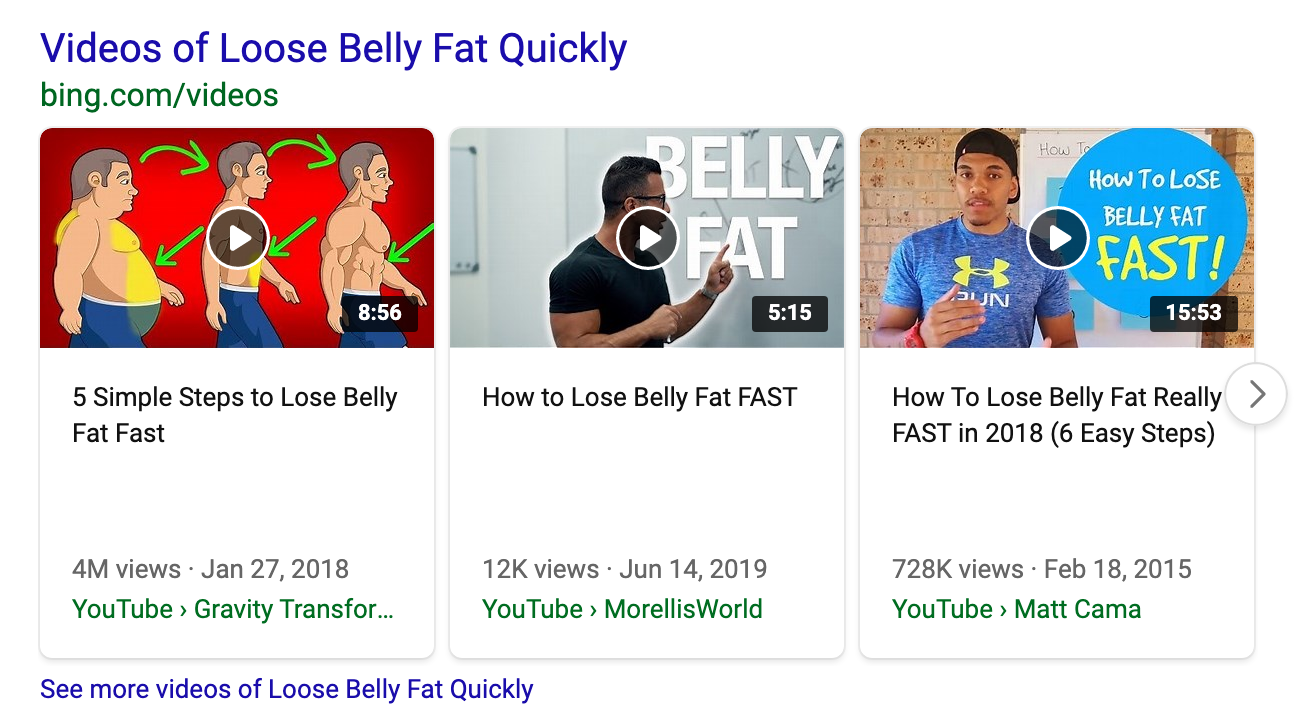 Videos of Loose Belly Fat Quickly
bing.com/videos
8:56
BELLY
FAT
5:15
How To
HOW TO LOSE
BELLY FAT
FAST!
RUN
15:53
5 Simple Steps to Lose Belly
Fat Fast
4M views · Jan 27, 2018
YouTube › Gravity Transfor...
How to Lose Belly Fat FAST
12K views · Jun 14, 2019
YouTube › MorellisWorld
How To Lose Belly Fat Really
FAST in 2018 (6 Easy Steps)
728K views · Feb 18, 2015
YouTube › Matt Cama
See more videos of Loose Belly Fat Quickly